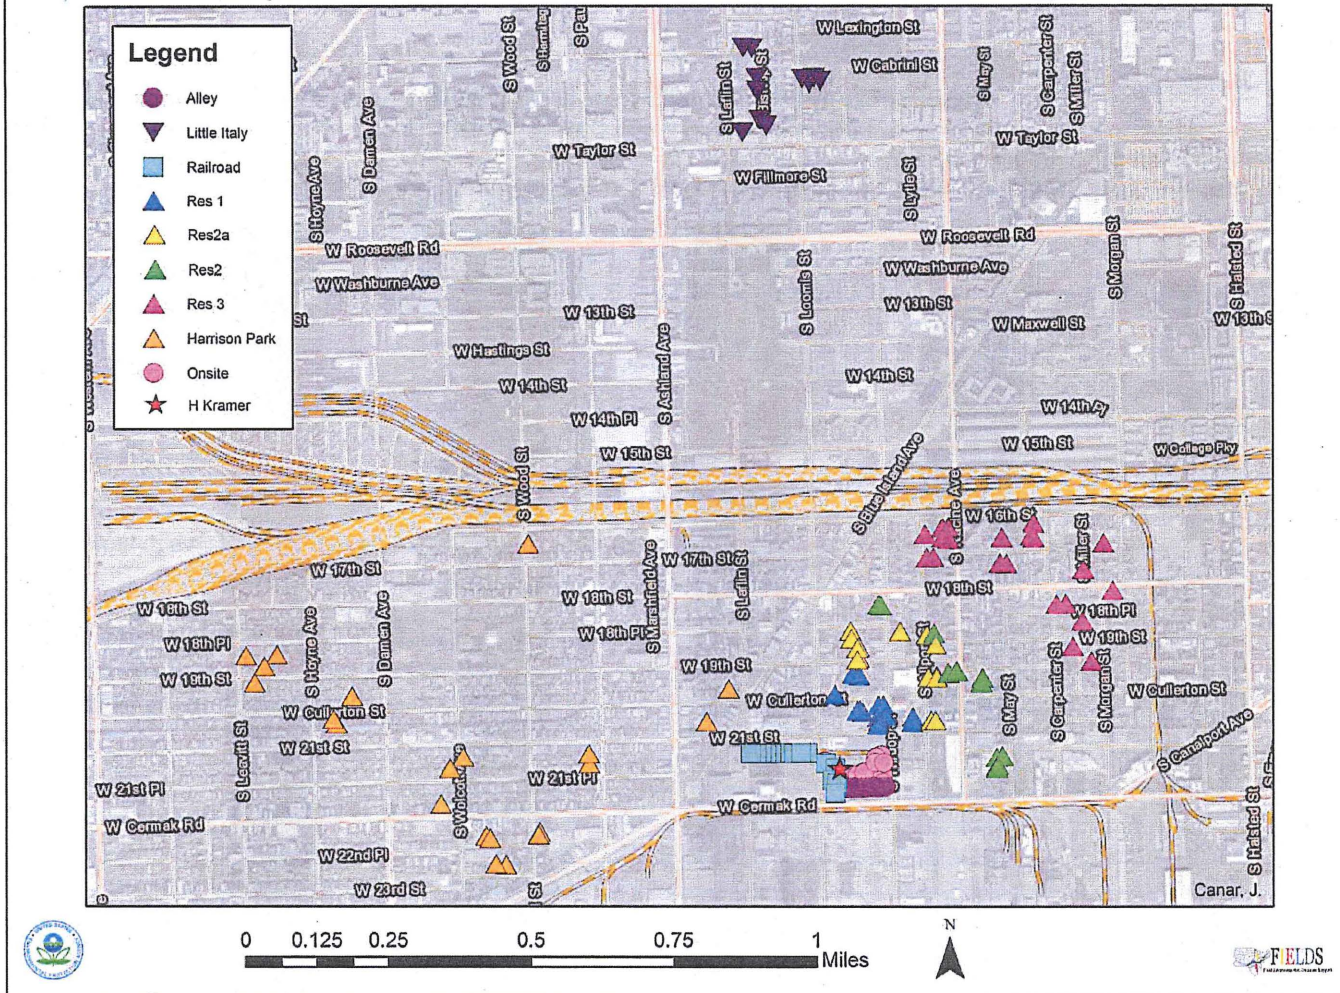 Legend
Alley
Little Italy
Railroad
Res 1
Res2a
Res2
Res 3
Harrison Park
Onsite
H Kramer
S Wood St
S Pau
W Lexington St
W Cabrini St
S Laflin St
S May St
S Carpenter St
S Miller St
W Taylor St
W Taylor St
S Damen Ave
S Hoyne Ave
W Fillmore St
S Lytle St
W Roosevelt Rd
W Roosevelt Rd
W Washburne Ave
W Washburne Ave
S Loomis St
S Morgan St
S Halsted St
St
W 13th St
W 13th St
W Maxwell St
W 13th S
W Hastings St
S Ashland Ave
W 14th St
W 14th St
W 14th Pl
W 14th Py
W 15th St
W 15th St
W College Pky
S Wood St
S Blue Island Ave
W 16th St
W 17th St
W 17th St
S Marshfield Ave
S Laflin St
W 18th St
W 18th St
W 18th St
W 18th Pl
W 18th Pl
W 18th Pl
S Hoyne Ave
S Damen Ave
W 19th St
W 19th St
W 19th St
W Cullerton St
W Cullerton
W Cullerton St
S May St
S Carpenter St
S Morgan St
S Canalport Ave
S Leavitt St
W 21st St
W 21st St
W 21st Pl
W 21st Pl
W Cermak Rd
W Cermak Rd
W 22nd Pl
W 23rd St
St
S Halsted St
Canar, J.
0 0.125 0.25 0.5 0.75 1
Miles
N
FIELDS